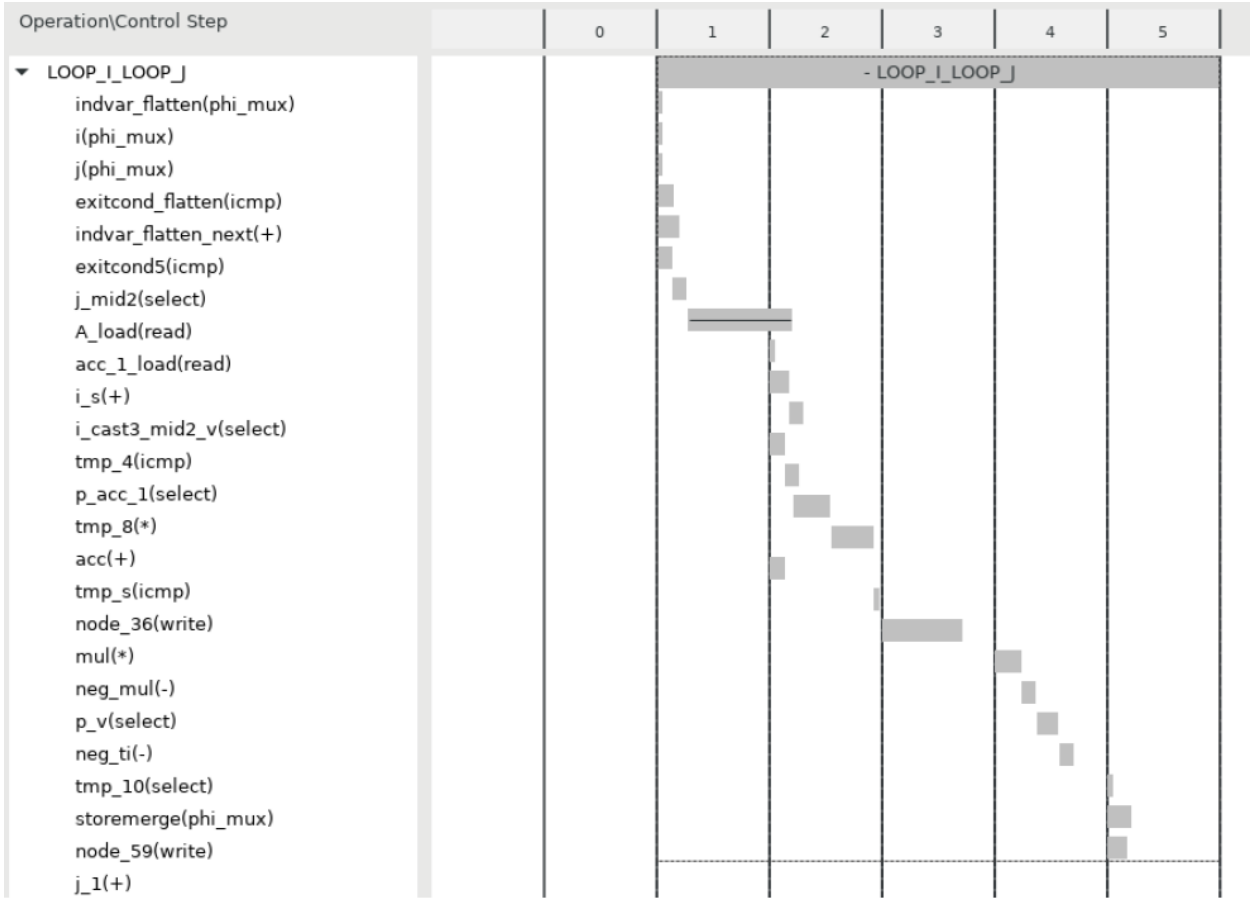 Operation\Control Step
0 1 2 3 4 5
LOOP_I_LOOP_J
- LOOP_I_LOOP_J
indvar_flatten(phi_mux)
i(phi_mux)
j(phi_mux)
exitcond_flatten(icmp)
indvar_flatten_next(+)
exitcond5(icmp)
j_mid2(select)
A_load(read)
acc_1_load(read)
i_s(+)
i_cast3_mid2_v(select)
tmp_4(icmp)
p_acc_1(select)
tmp_8(*)
acc(+)
tmp_s(icmp)
node_36(write)
mul(*)
neg_mul(-)
p_v(select)
neg_ti(-)
tmp_10(select)
storemerge(phi_mux)
node_59(write)
j_1(+)